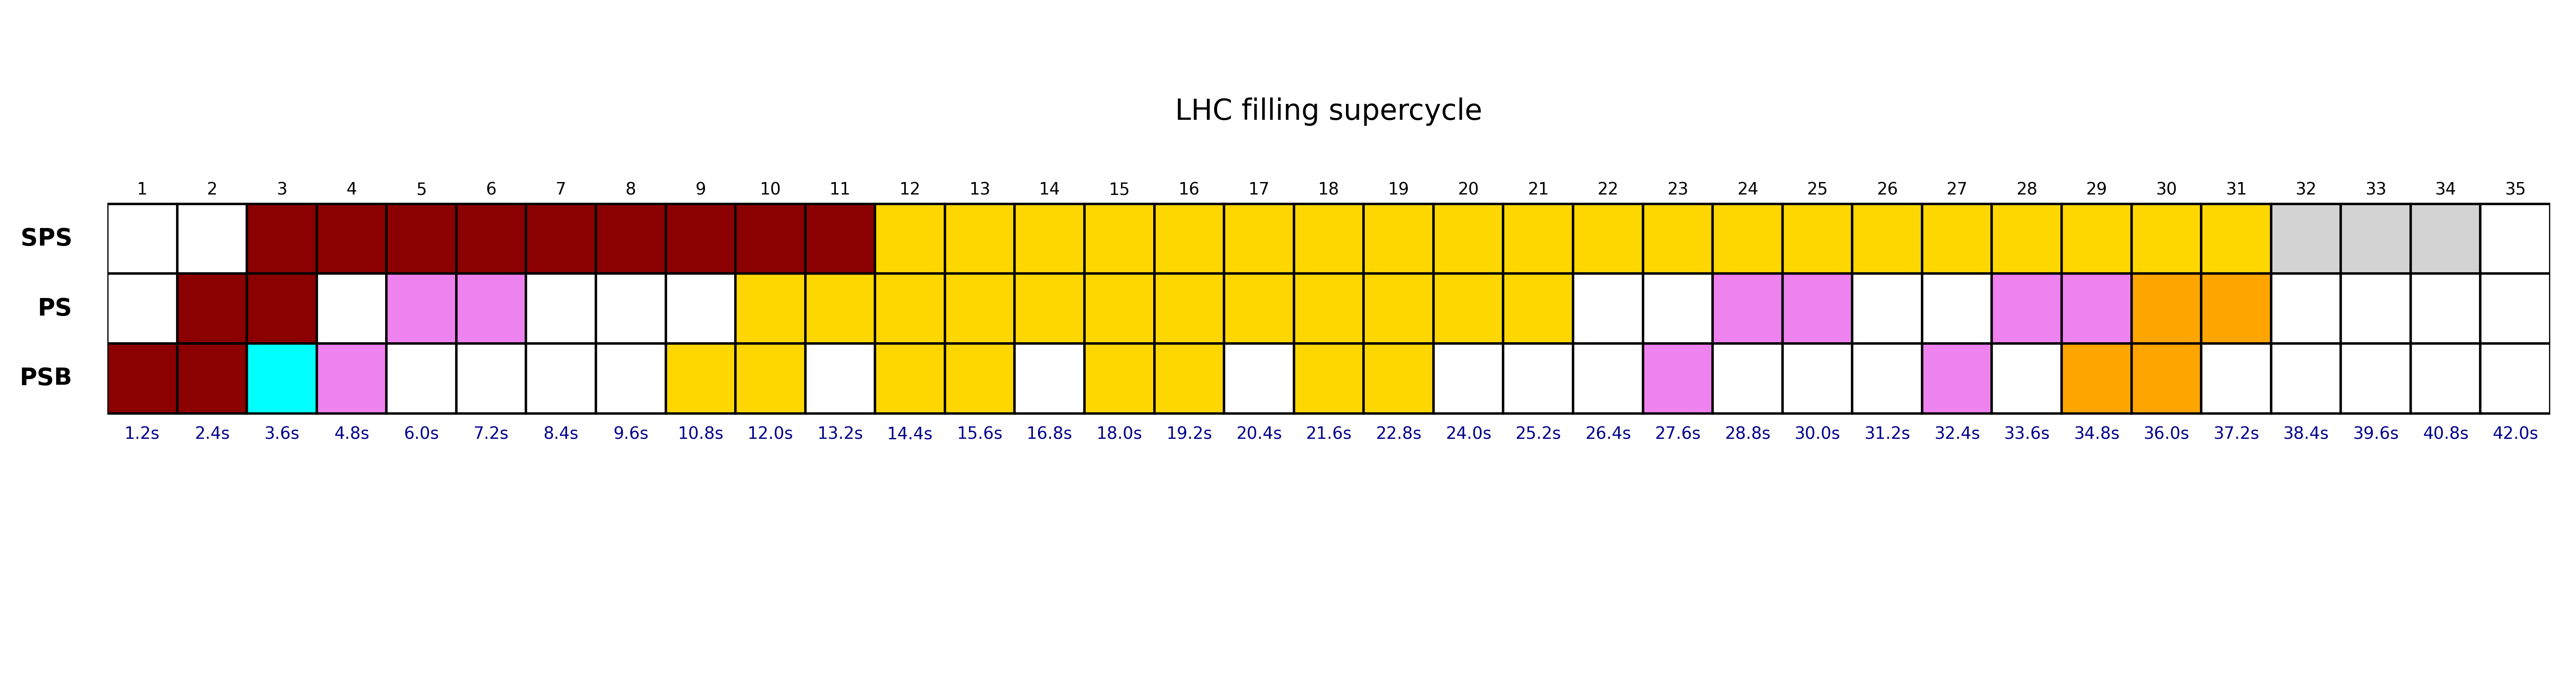 LHC filling supercycle
1 2 3 4 5 6 7 8 9 10 11 12 13 14 15 16 17 18 19 20 21 22 23 24 25 26 27 28 29 30 31 32 33 34 35
SPS
PS
PSB
1.2s 2.4s 3.6s 4.8s 6.0s 7.2s 8.4s 9.6s 10.8s 12.0s 13.2s 14.4s 15.6s 16.8s 18.0s 19.2s 20.4s 21.6s 22.8s 24.0s 25.2s 26.4s 27.6s 28.8s 30.0s 31.2s 32.4s 33.6s 34.8s 36.0s 37.2s 38.4s 39.6s 40.8s 42.0s